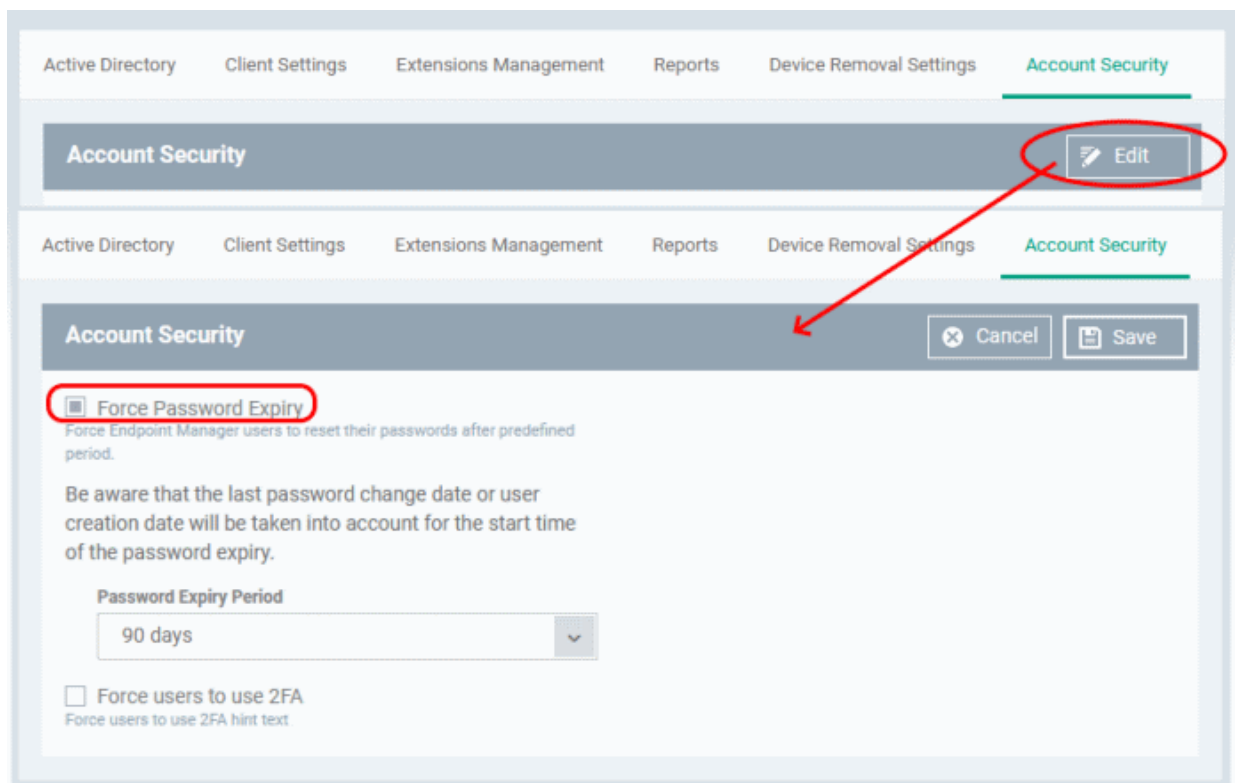 Active Directory Client Settings Extensions Management Reports Device Removal Settings Account Security
Account Security Edit
Active Directory Client Settings Extensions Management Reports Device Removal Settings Account Security
Account Security Cancel Save
Force Password Expiry
Force Endpoint Manager users to reset their passwords after predefined
period.
Be aware that the last password change date or user
creation date will be taken into account for the start time
of the password expiry.
Password Expiry Period
90 days
Force users to use 2FA
Force users to use 2FA hint text